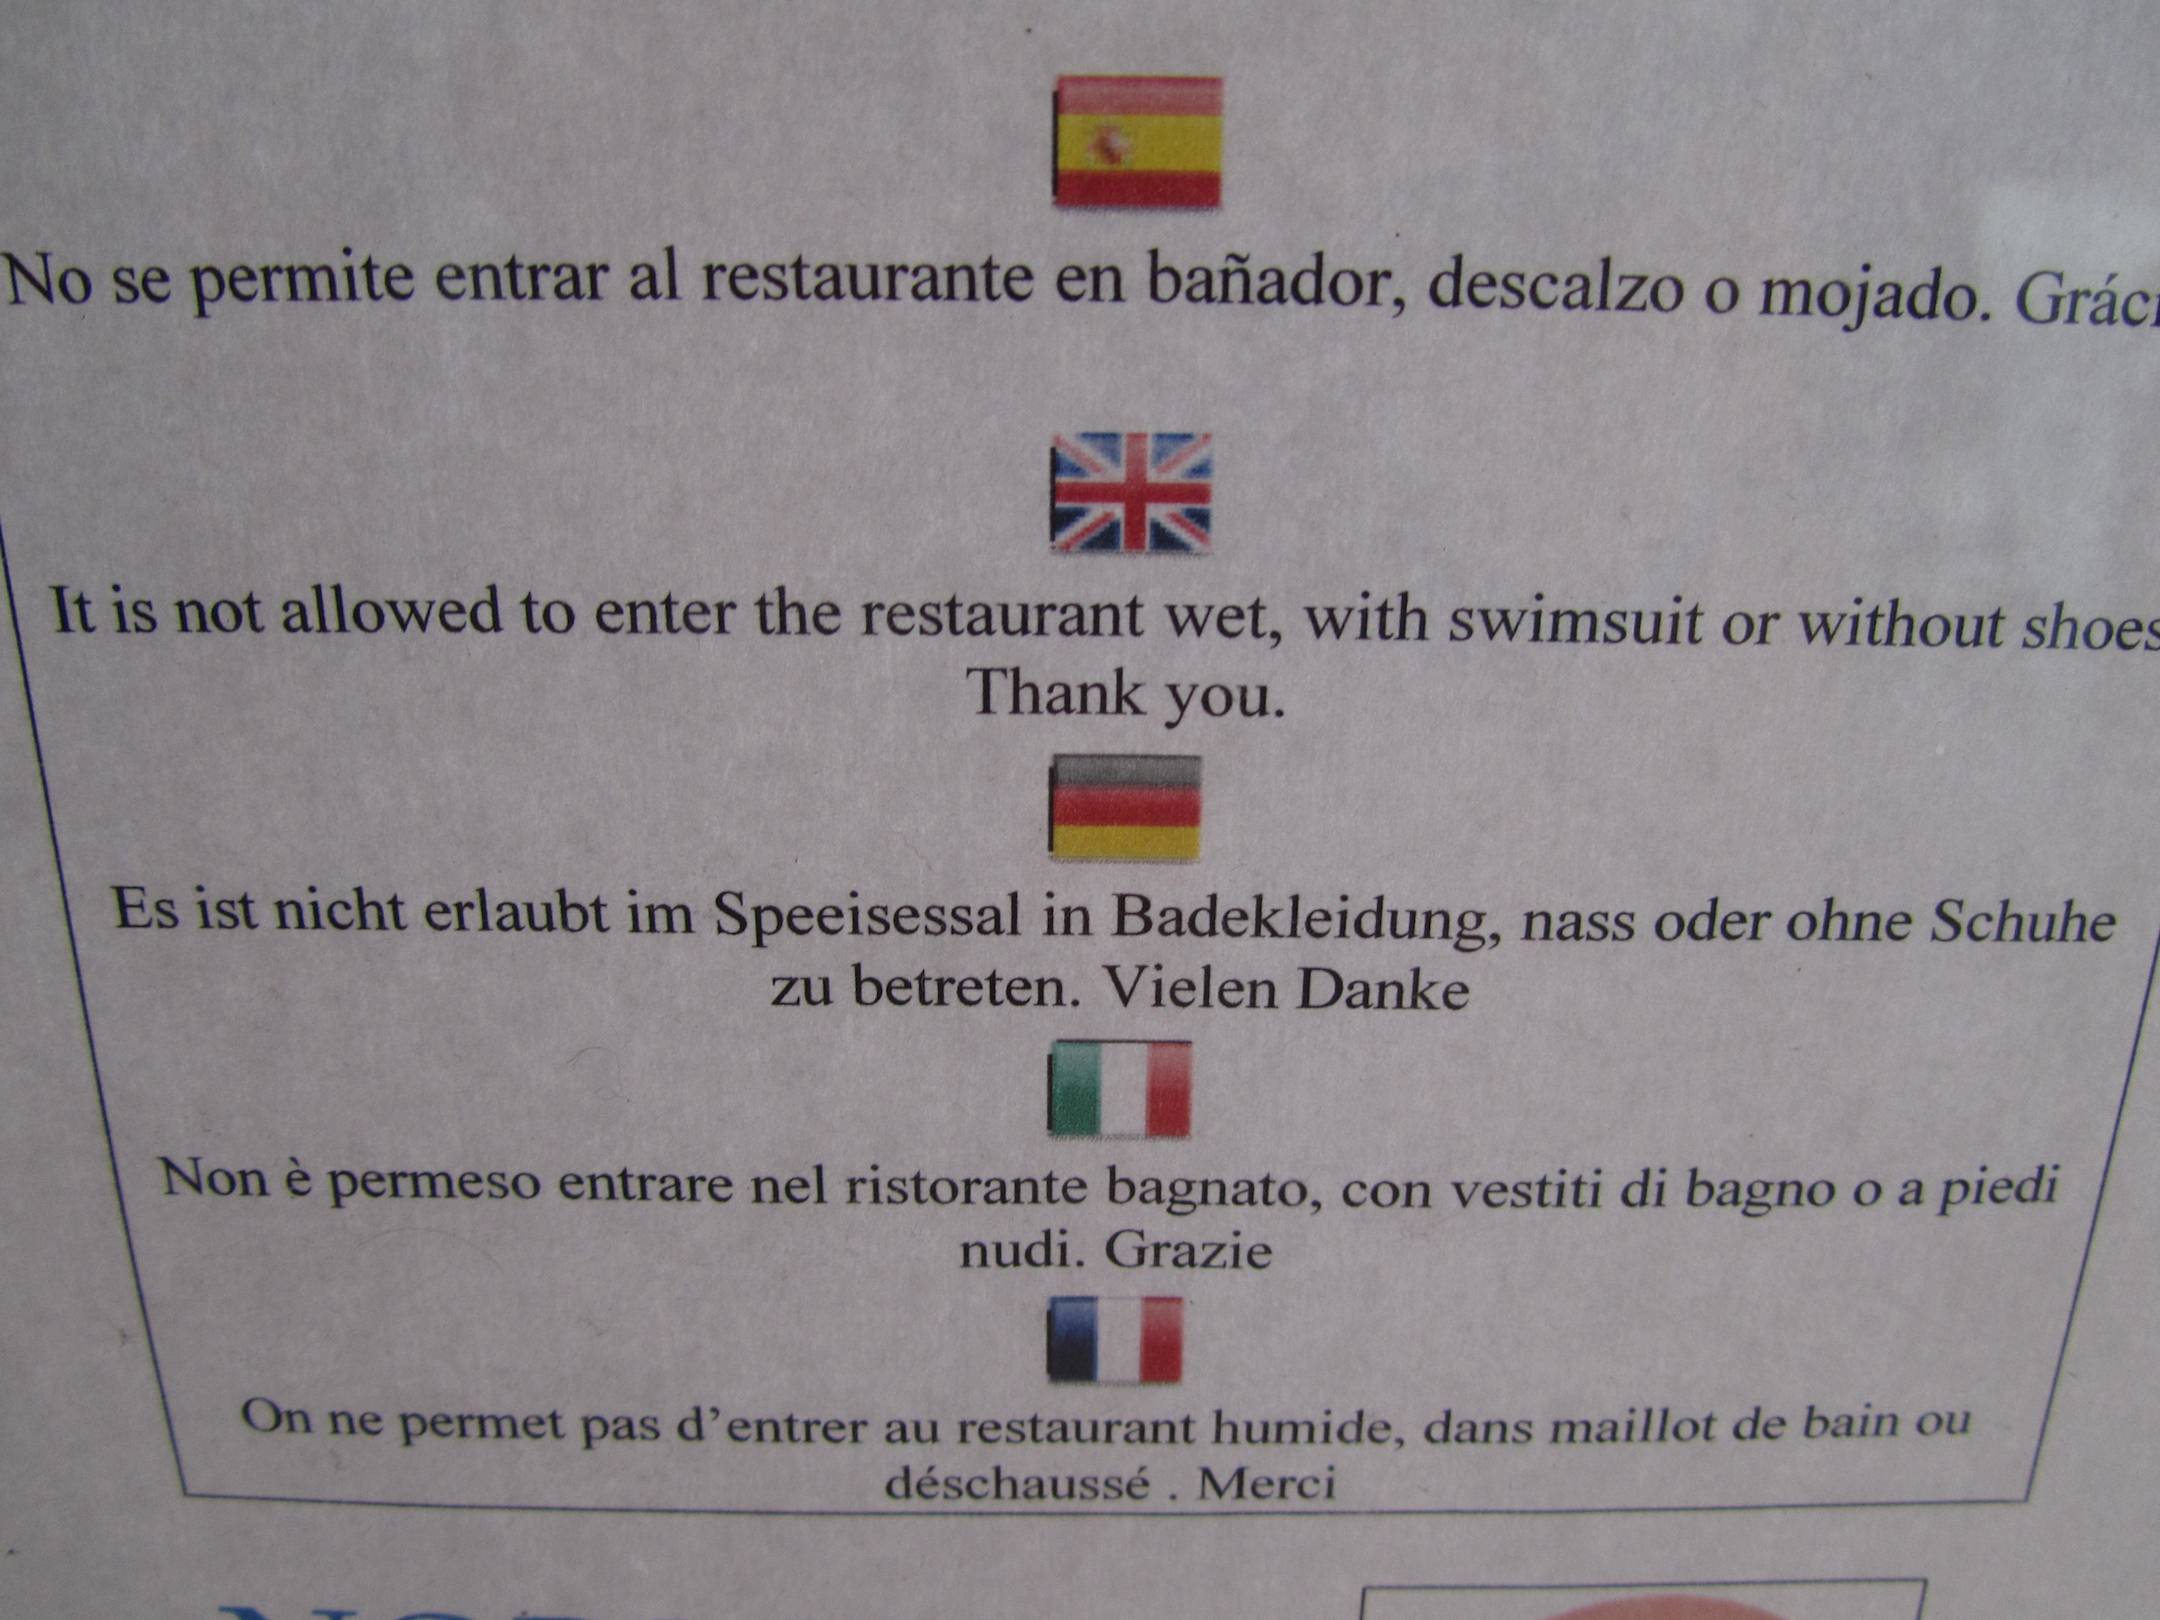 No se permite entrar al restaurante en bañador, descalzo o mojado.
It is not allowed to enter the restaurant wet, with swimsuit or without shoes
Thank you.
Es ist nicht erlaubt im Speeisessal in Badekleidung, nass oder ohne Schuhe
zu betreten. Vielen Danke
Non è permeso entrare nel ristorante bagnato, con vestiti di bagno o a piedi
nudi. Grazie
On ne permet pas d’entrer au restaurant humide, dans maillot de bain ou
déschaussé . Merci